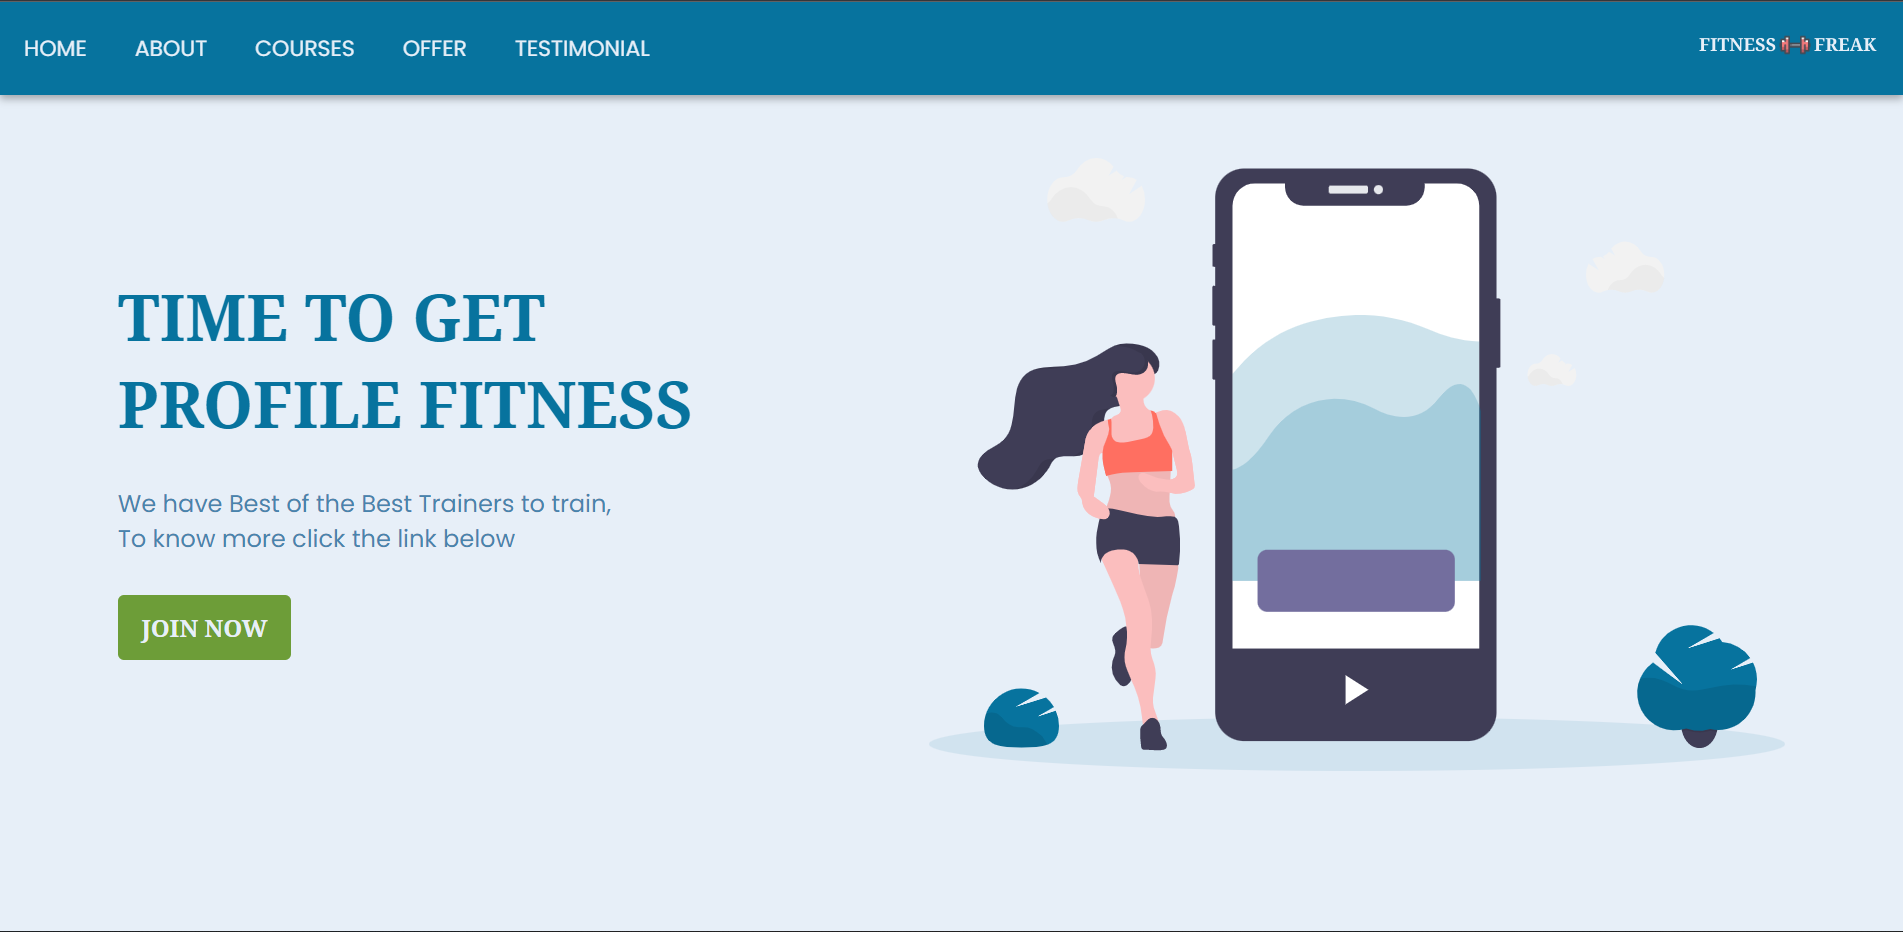 HOME ABOUT COURSES OFFER TESTIMONIAL FITNESS FREAK
TIME TO GET
PROFILE FITNESS
We have Best of the Best Trainers to train,
To know more click the link below
JOIN NOW